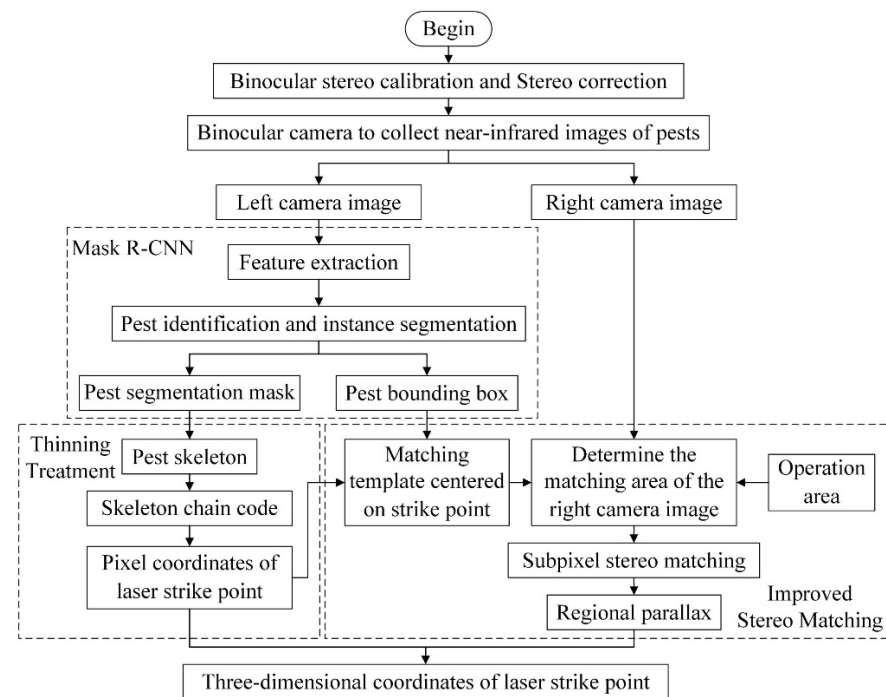 Begin
Binocular stereo calibration and Stereo correction
Binocular camera to collect near-infrared images of pests
Left camera image
Right camera image
Mask R-CNN
Feature extraction
Pest identification and instance segmentation
Pest segmentation mask
Pest bounding box
Thinning
Treatment
Pest skeleton
Skeleton chain code
Pixel coordinates of
laser strike point
Matching
template centered
on strike point
Determine the
matching area of the
right camera image
Operation
area
Subpixel stereo matching
Regional parallax
Improved
Stereo Matching
Three-dimensional coordinates of laser strike point